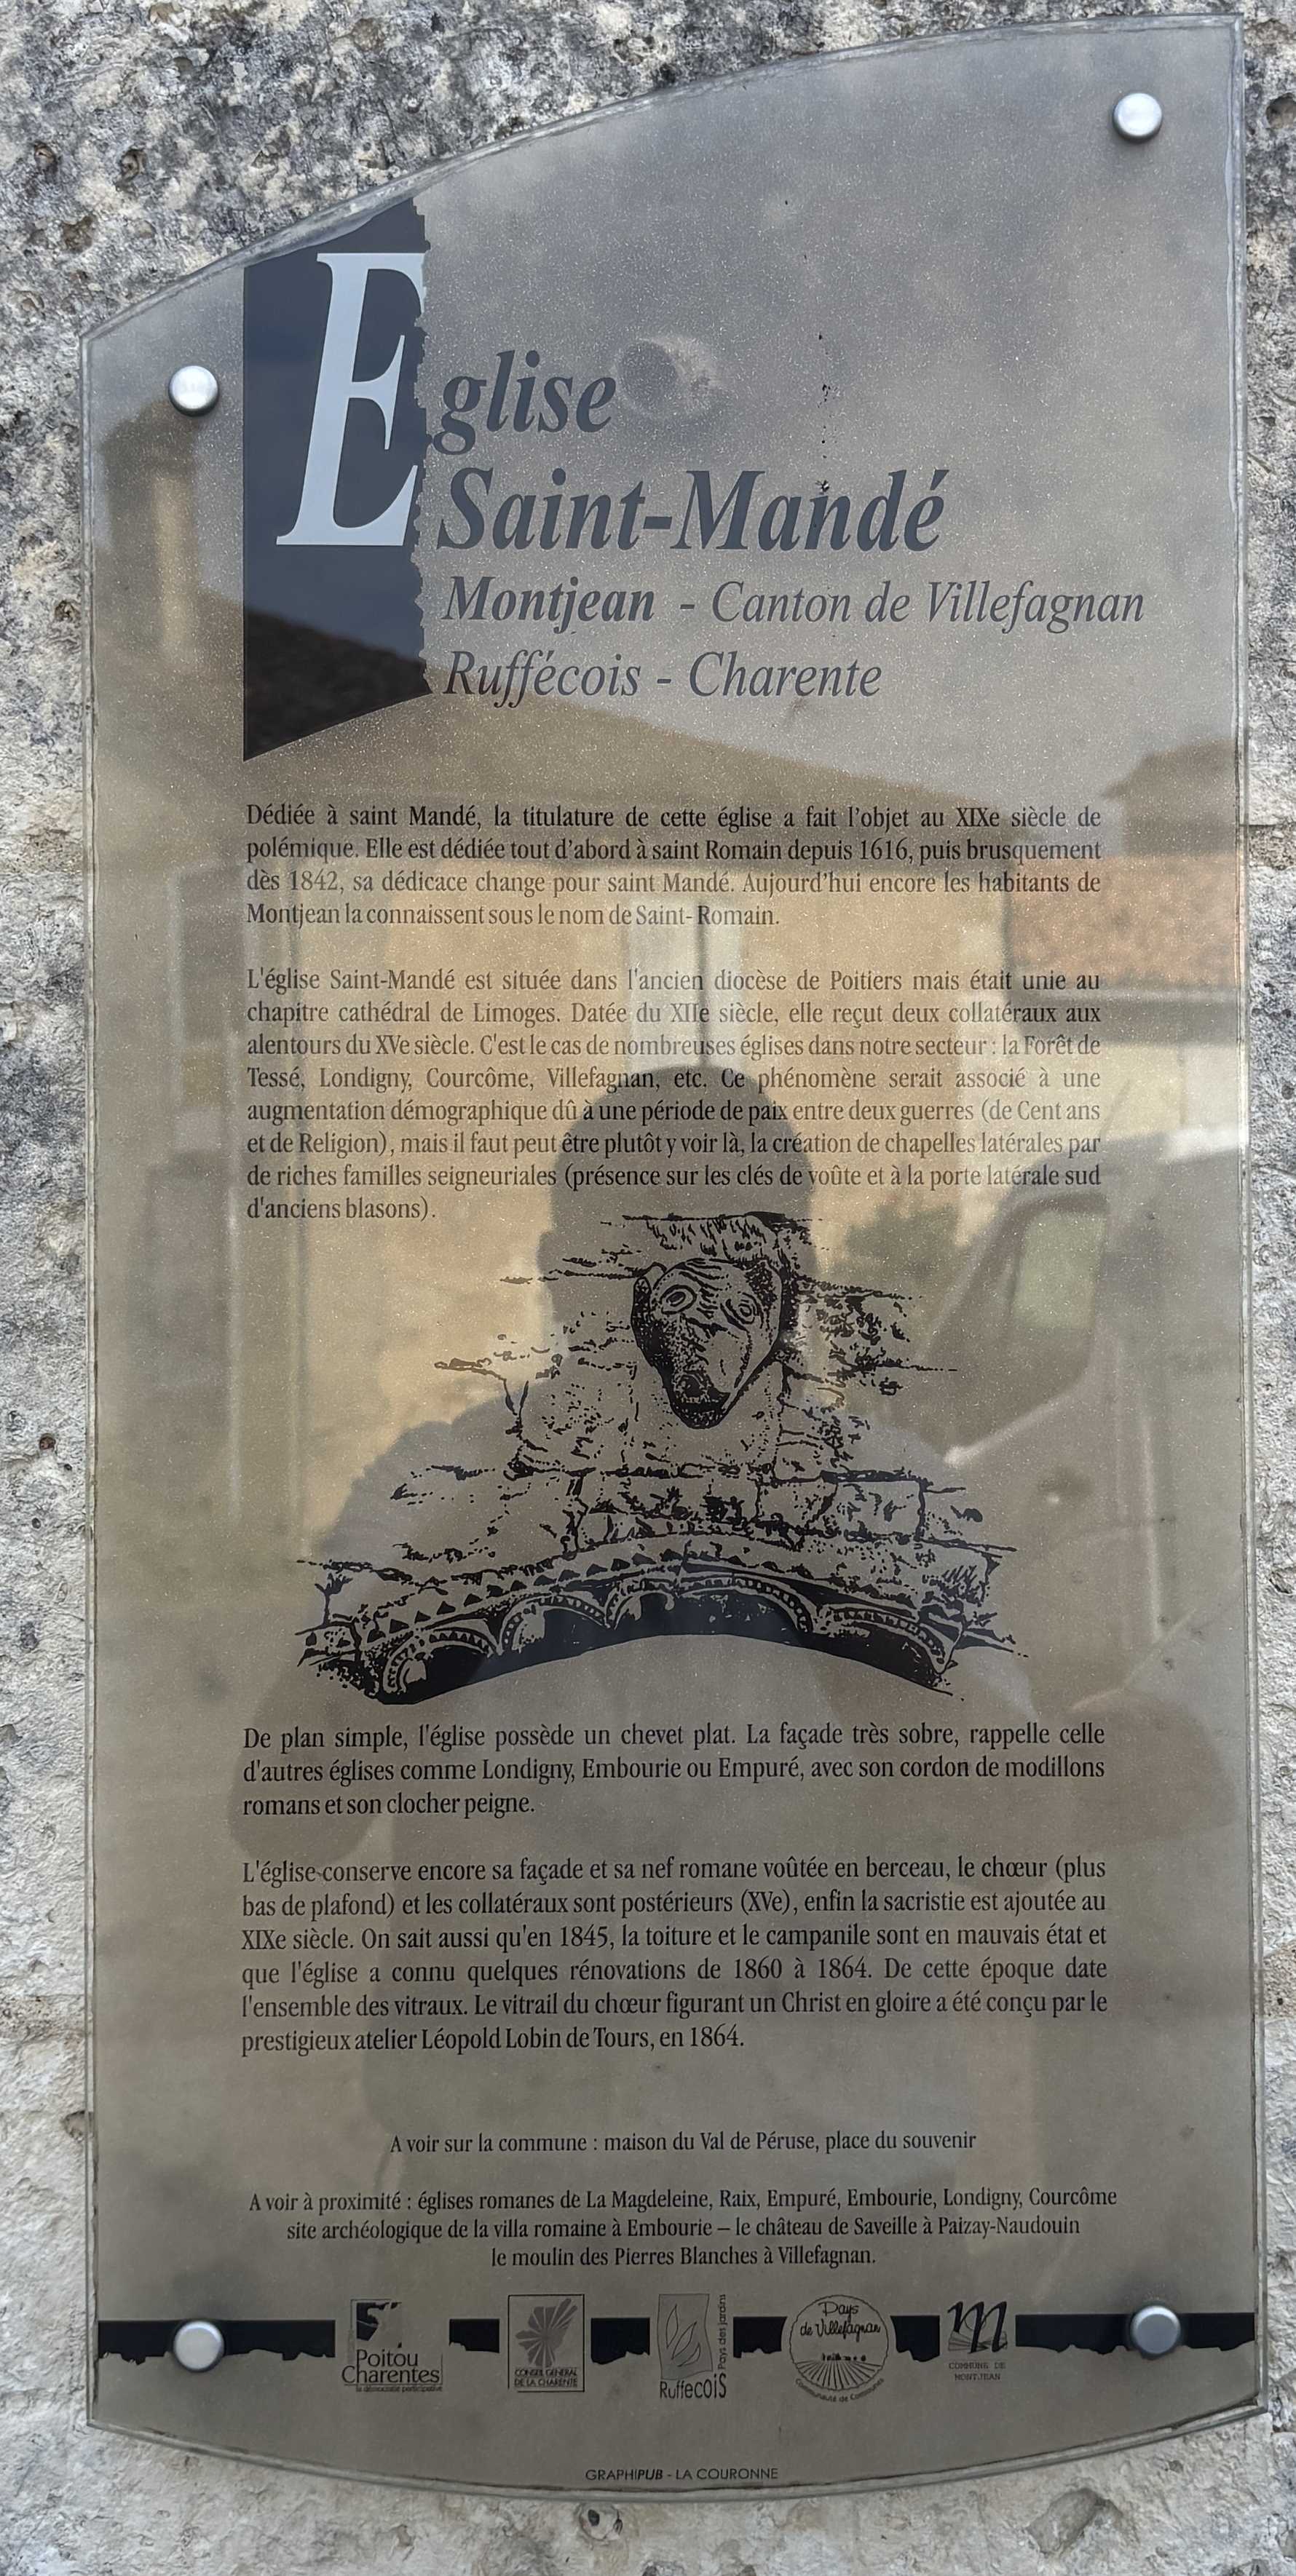 Eglise
Saint-Mandé
Montjean - Canton de Villefagnan
Ruffécois - Charente
Dédiée à saint Mandé, la titulature de cette église a fait l'objet au XIXe siècle de
polémique. Elle est dédiée tout d'abord à saint Romain depuis 1616, puis brusquement
dès 1842, sa dédicace change pour saint Mandé. Aujourd'hui encore les habitants de
Montjean la connaissent sous le nom de Saint-Romain.
L'église Saint-Mandé est située dans l'ancien diocèse de Poitiers mais était unie au
chapitre cathédral de Limoges. Datée du XIIe siècle, elle reçut deux collatéraux aux
alentours du XVe siècle. C'est le cas de nombreuses églises dans notre secteur : la Forêt de
Tessé, Londigny, Courcôme, Villefagnan, etc. Ce phénomène serait associé à une
augmentation démographique dû à une période de paix entre deux guerres (de Cent ans
et de Religion), mais il faut peut être plutôt y voir là, la création de chapelles latérales par
de riches familles seigneuriales (présence sur les clés de voûte et à la porte latérale sud
d'anciens blasons).
De plan simple, l'église possède un chevet plat. La façade très sobre, rappelle celle
d'autres églises comme Londigny, Embourie ou Empuré, avec son cordon de modillons
romans et son clocher peigne.
L'église conserve encore sa façade et sa nef romane voûtée en berceau, le chœur (plus
bas de plafond) et les collatéraux sont postérieurs (XVe), enfin la sacristie est ajoutée au
XIXe siècle. On sait aussi qu'en 1845, la toiture et le campanile sont en mauvais état et
que l'église a connu quelques rénovations de 1860 à 1864. De cette époque date
l'ensemble des vitraux. Le vitrail du chœur figurant un Christ en gloire a été conçu par le
prestigieux atelier Léopold Lobin de Tours, en 1864.
A voir sur la commune : maison du Val de Péruse, place du souvenir
A voir à proximité : églises romanes de La Magdeleine, Raix, Empuré, Embourie, Londigny, Courcôme
site archéologique de la villa romaine à Embourie – le château de Saveille à Paizay-Naudouin
le moulin des Pierres Blanches à Villefagnan.
Poitou
Charentes
la démocratie participative
CONSEIL GENERAL
DE LA CHARENTE
Pays des jardins
Ruffecois
Pays
de Villefagnan
Communauté de Communes
m
COMMUNE DE
MONTJEAN
GRAPHIPUB - LA COURONNE